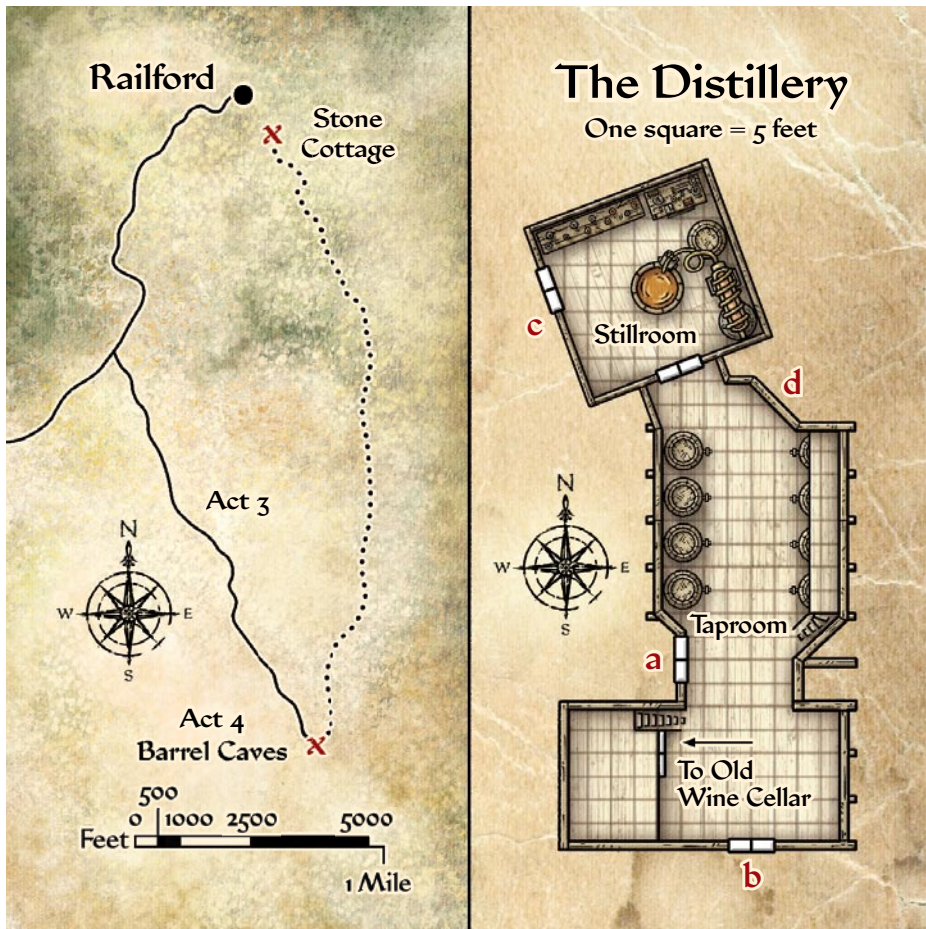 Railford
Stone
Cottage
Act 3
N
W E
S
Act 4
Barrel Caves
500
0 1000 2500 5000
Feet
1 Mile
The Distillery
One square = 5 feet
c
Stillroom
d
N
W E
S
Taproom
a
To Old
Wine Cellar
b